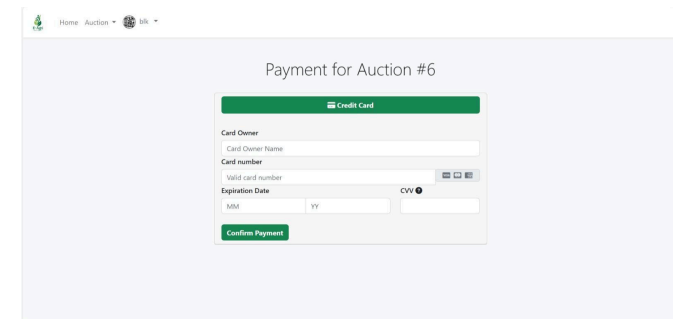 Home Auction blk
Payment for Auction #6
Credit Card
Card Owner
Card Owner Name
Card number
Valid card number
Expiration Date CVV
MM YY
Confirm Payment